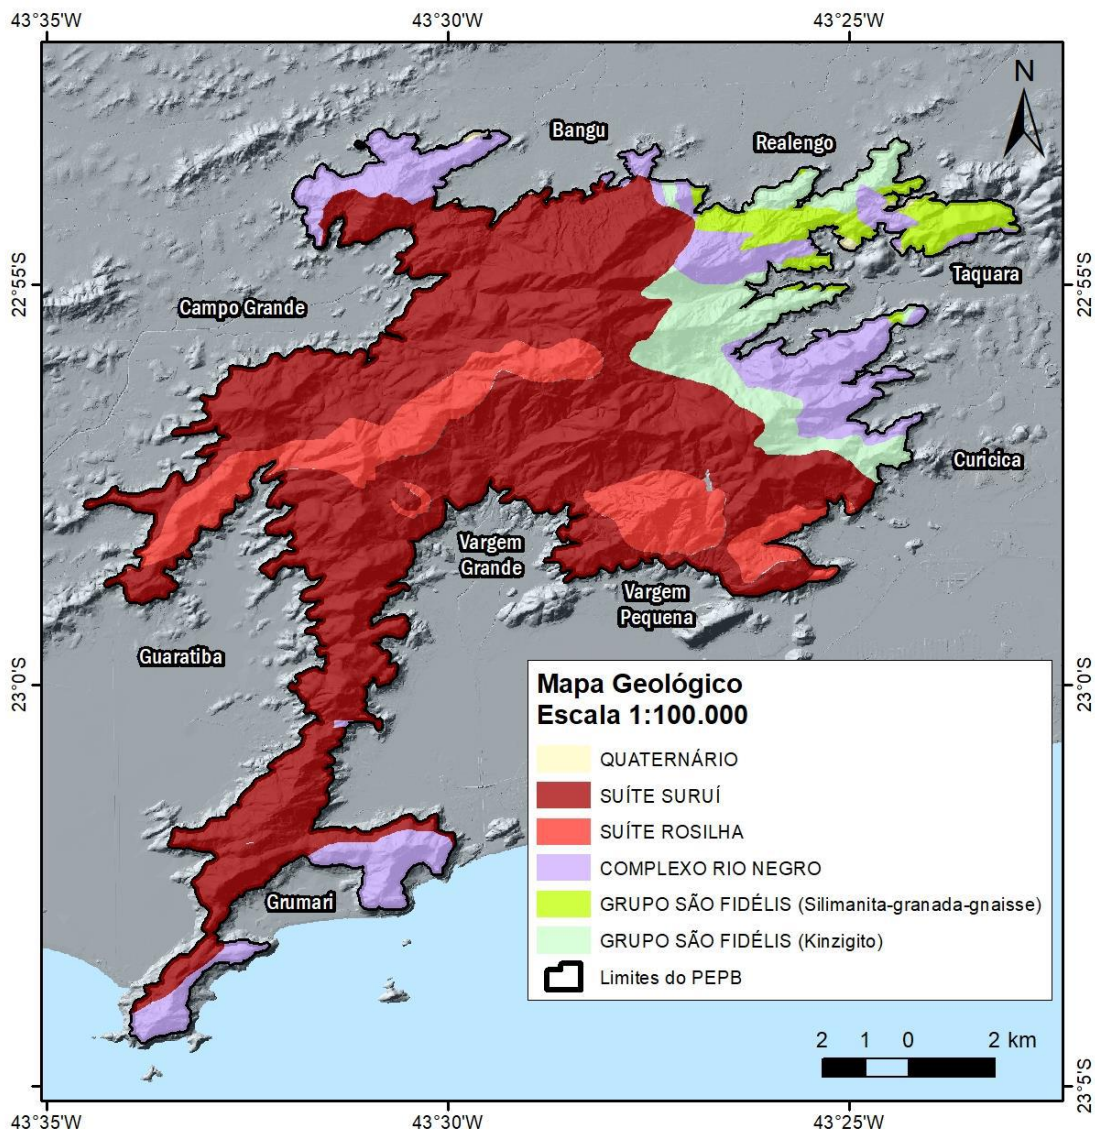 43°35'W 43°30'W 43°25'W
N
Bangu
Realengo
22°55'S
Taquara
22°55'S
Campo Grande
Curicica
Vargem
Grande
Vargem
Pequena
Guaratiba
23°0'S
23°0'S
Mapa Geológico
Escala 1:100.000
QUATERNÁRIO
SUÍTE SURUÍ
SUÍTE ROSILHA
COMPLEXO RIO NEGRO
GRUPO SÃO FIDÉLIS (Silimanita-granada-gnaisse)
GRUPO SÃO FIDÉLIS (Kinzigito)
Limites do PEPB
Grumari
2 1 0 2 km
23°5'S
43°35'W 43°30'W 43°25'W